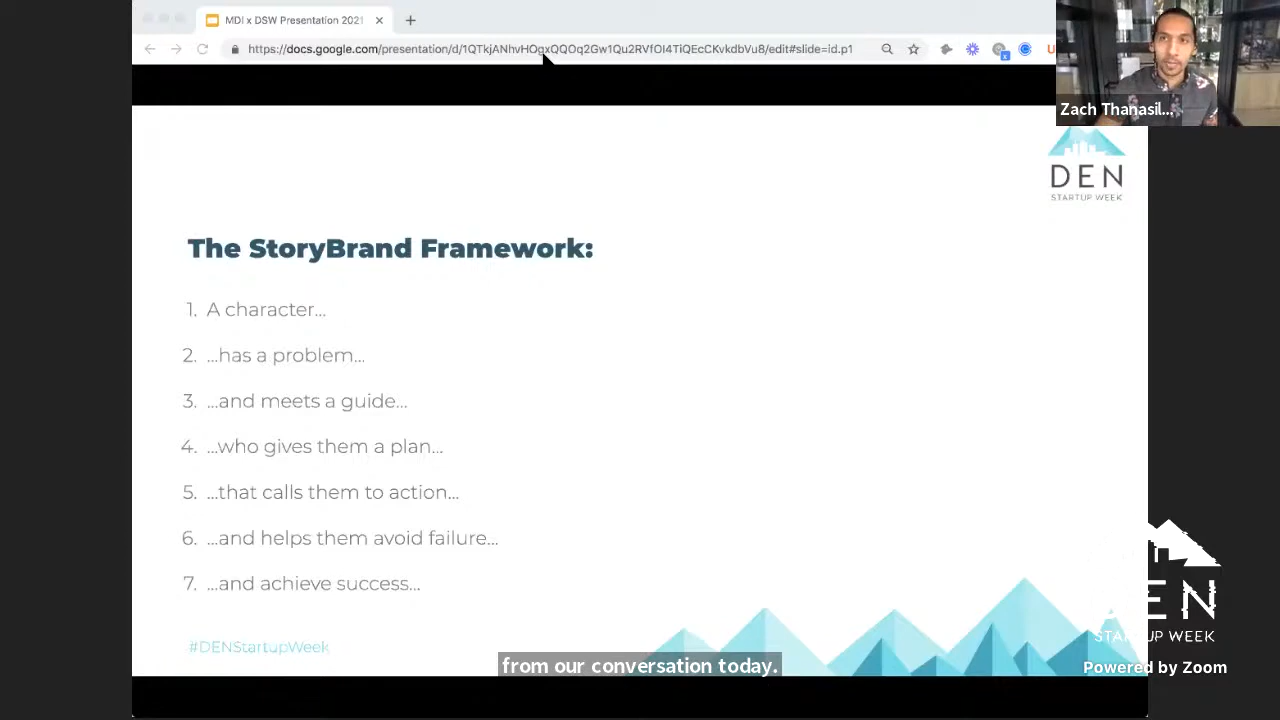 MDI x DSW Presentation 2021
https://docs.google.com/presentation/d/1QTkjANhvHOgxQQOq2Gw1Qu2RVfOI4TiQEcCKvkdbVu8/edit#slide=id.p1
Zach Thanasil...
DEN
STARTUP WEEK
The StoryBrand Framework:
1. A character...
2. ...has a problem...
3. ...and meets a guide...
4. ...who gives them a plan...
5. ...that calls them to action...
6. ...and helps them avoid failure...
7. ...and achieve success...
#DENStartupWeek
from our conversation today.
DEN
STARTUP WEEK
Powered by Zoom